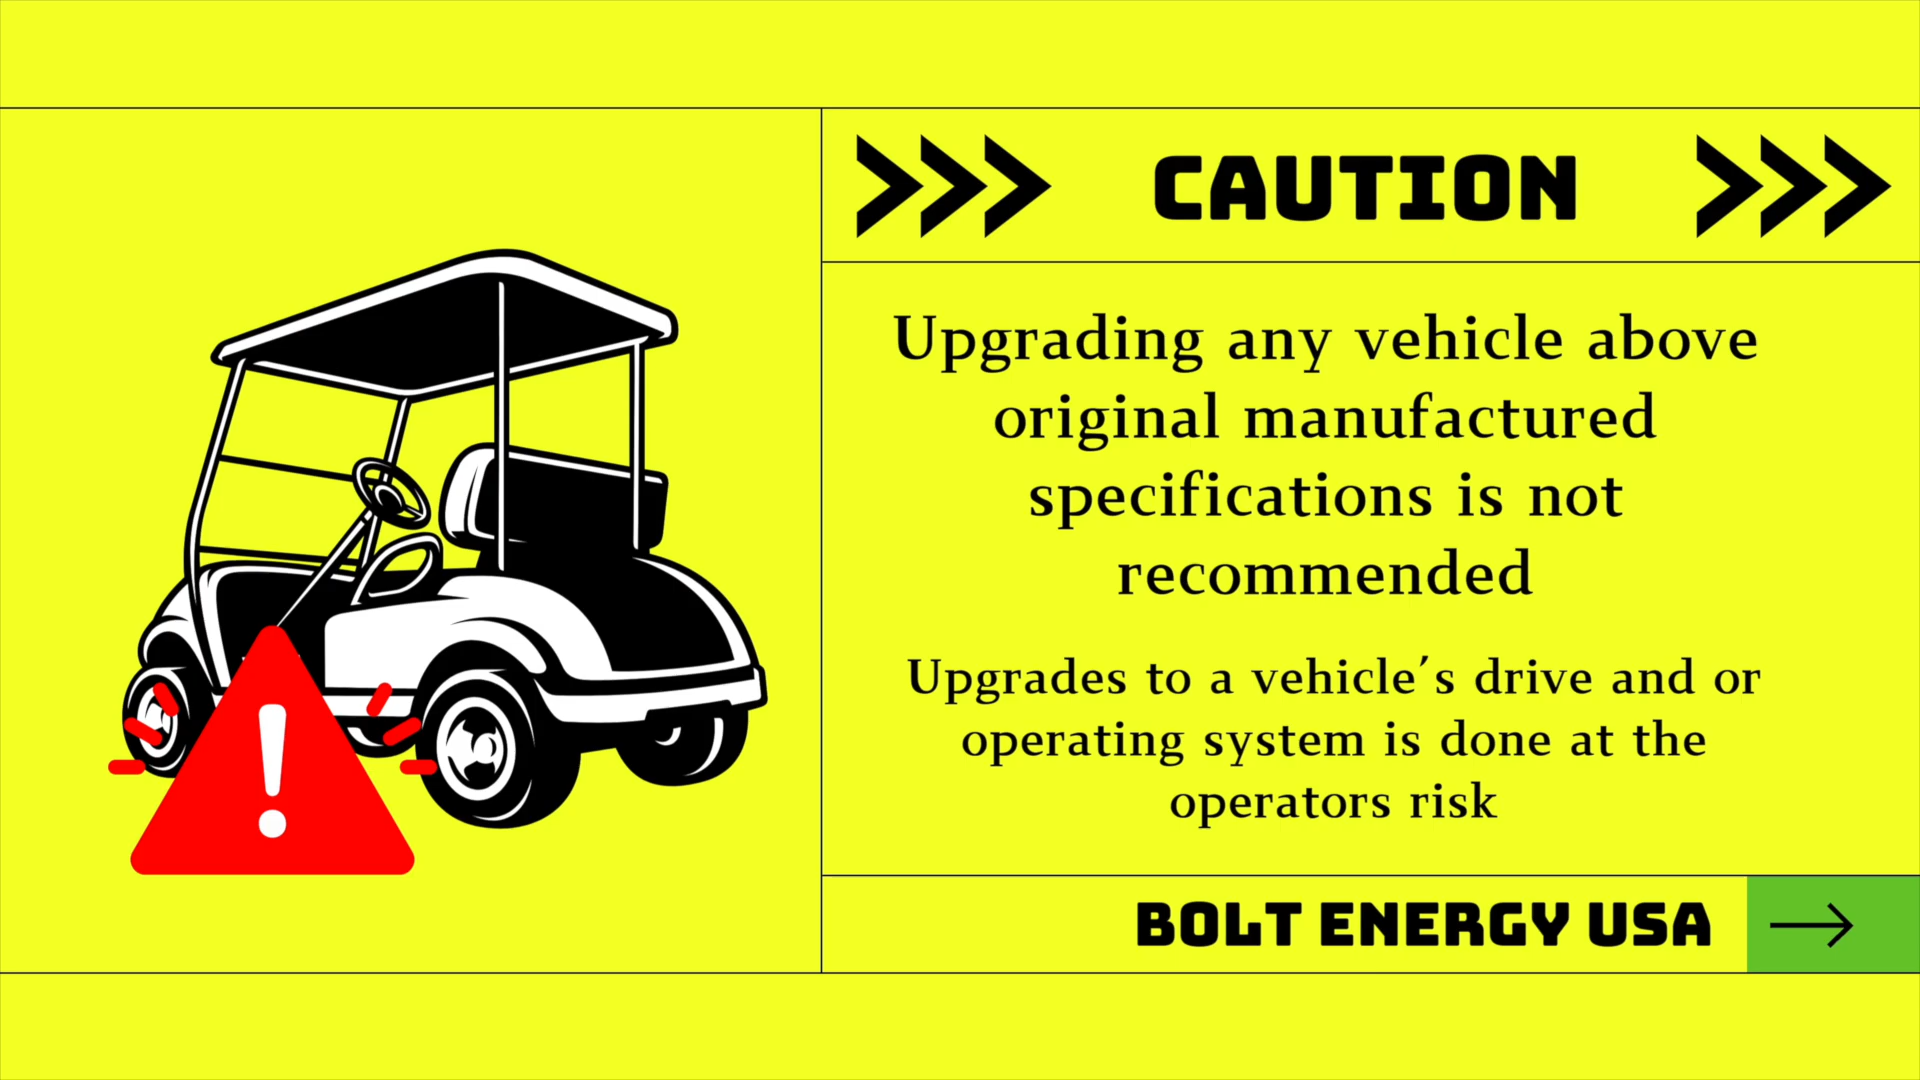 CAUTION
Upgrading any vehicle above
original manufactured
specifications is not
recommended
Upgrades to a vehicle's drive and or
operating system is done at the
operators risk
BOLT ENERGY USA
!